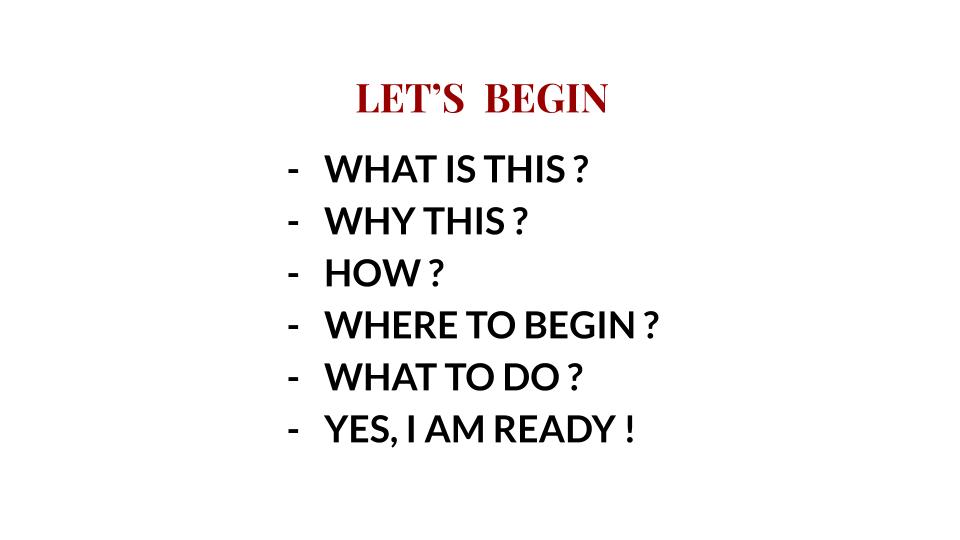 LET’S BEGIN
- WHAT IS THIS ?
- WHY THIS ?
- HOW ?
- WHERE TO BEGIN ?
- WHAT TO DO ?
- YES, I AM READY !